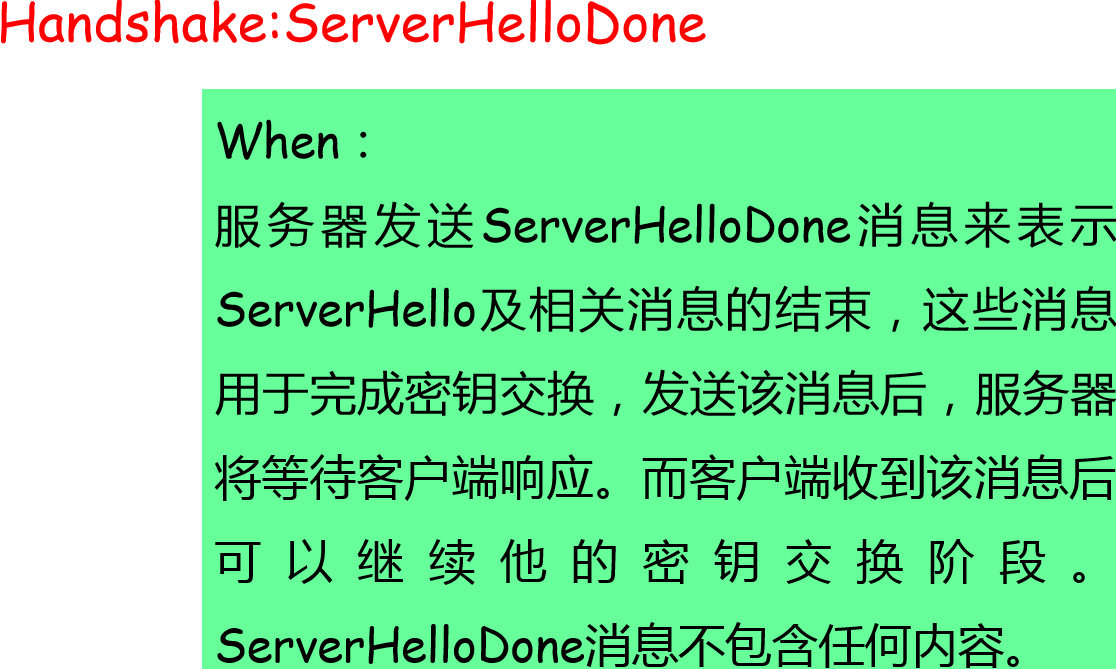 Handshake:ServerHelloDone
When：
服务器发送ServerHelloDone消息来表示
ServerHello及相关消息的结束，这些消息
用于完成密钥交换，发送该消息后，服务器
将等待客户端响应。而客户端收到该消息后
可以继续他的密钥交换阶段。
ServerHelloDone消息不包含任何内容。